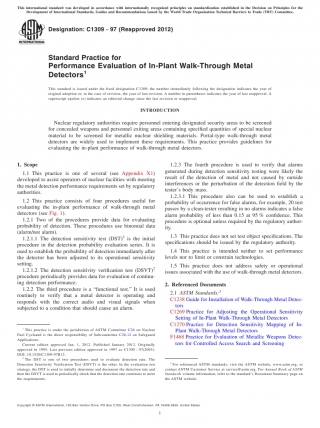 This international standard was developed in accordance with internationally recognized principles on standardization established in the Decision on Principles for the
Development of International Standards, Guides and Recommendations issued by the World Trade Organization Technical Barriers to Trade (TBT) Committee.
Designation: C1309 − 97 (Reapproved 2012)
Standard Practice for
Performance Evaluation of In-Plant Walk-Through Metal
Detectors1
This standard is issued under the fixed designation C1309; the number immediately following the designation indicates the year of
original adoption or, in the case of revision, the year of last revision. A number in parentheses indicates the year of last reapproval. A
superscript epsilon (ε) indicates an editorial change since the last revision or reapproval.
INTRODUCTION
Nuclear regulatory authorities require personnel entering designated security areas to be screened
for concealed weapons and personnel exiting areas containing specified quantities of special nuclear
material to be screened for metallic nuclear shielding materials. Portal-type walk-through metal
detectors are widely used to implement these requirements. This practice provides guidelines for
evaluating the in-plant performance of walk-through metal detectors.
1. Scope
1.1 This practice is one of several (see Appendix X1)
developed to assist operators of nuclear facilities with meeting
the metal detection performance requirements set by regulatory
authorities.
1.2 This practice consists of four procedures useful for
evaluating the in-plant performance of walk-through metal
detectors (see Fig. 1).
1.2.1 Two of the procedures provide data for evaluating
probability of detection. These procedures use binomial data
(alarm/not alarm).
1.2.1.1 The detection sensitivity test (DST)2 is the initial
procedure in the detection probability evaluation series. It is
used to establish the probability of detection immediately after
the detector has been adjusted to its operational sensitivity
setting.
1.2.1.2 The detection sensitivity verification test (DSVT)2
procedure periodically provides data for evaluation of continu-
ing detection performance.
1.2.2 The third procedure is a "functional test." It is used
routinely to verify that a metal detector is operating and
responds with the correct audio and visual signals when
subjected to a condition that should cause an alarm.
1 This practice is under the jurisdiction of ASTM Committee C26 on Nuclear
Fuel Cycle and is the direct responsibility of Subcommittee C26.12 on Safeguard
Applications.
Current edition approved Jan. 1, 2012. Published January 2012. Originally
approved in 1995. Last previous edition approved in 1997 as C1309 – 97(2003).
DOI: 10.1520/C1309-97R12.
2 The DST is one of two procedures used to evaluate detection rate. The
Detection Sensitivity Verification Test (DSVT) is the other. In the evaluation test
strategy, the DST is used to initially determine and document the detection rate and
then the DSVT is used to periodically check that the detection rate continues to meet
the requirements.
1.2.3 The fourth procedure is used to verify that alarms
generated during detection sensitivity testing were likely the
result of the detection of metal and not caused by outside
interferences or the perturbation of the detection field by the
tester's body mass.
1.2.3.1 This procedure also can be used to establish a
probability of occurrence for false alarms, for example, 20 test
passes by a clean-tester resulting in no alarms indicates a false
alarm probability of less than 0.15 at 95 % confidence. This
procedure is optional unless required by the regulatory author-
ity.
1.3 This practice does not set test object specifications. The
specifications should be issued by the regulatory authority.
1.4 This practice is intended neither to set performance
levels nor to limit or constrain technologies.
1.5 This practice does not address safety or operational
issues associated with the use of walk-through metal detectors.
2. Referenced Documents
2.1 ASTM Standards:3
C1238 Guide for Installation of Walk-Through Metal Detec-
tors
C1269 Practice for Adjusting the Operational Sensitivity
Setting of In-Plant Walk-Through Metal Detectors
C1270 Practice for Detection Sensitivity Mapping of In-
Plant Walk-Through Metal Detectors
F1468 Practice for Evaluation of Metallic Weapons Detec-
tors for Controlled Access Search and Screening
3 For referenced ASTM standards, visit the ASTM website, www.astm.org, or
contact ASTM Customer Service at service@astm.org. For Annual Book of ASTM
Standards volume information, refer to the standard's Document Summary page on
the ASTM website.
Copyright © ASTM International, 100 Barr Harbor Drive, PO Box C700, West Conshohocken, PA 19428-2959. United States
1